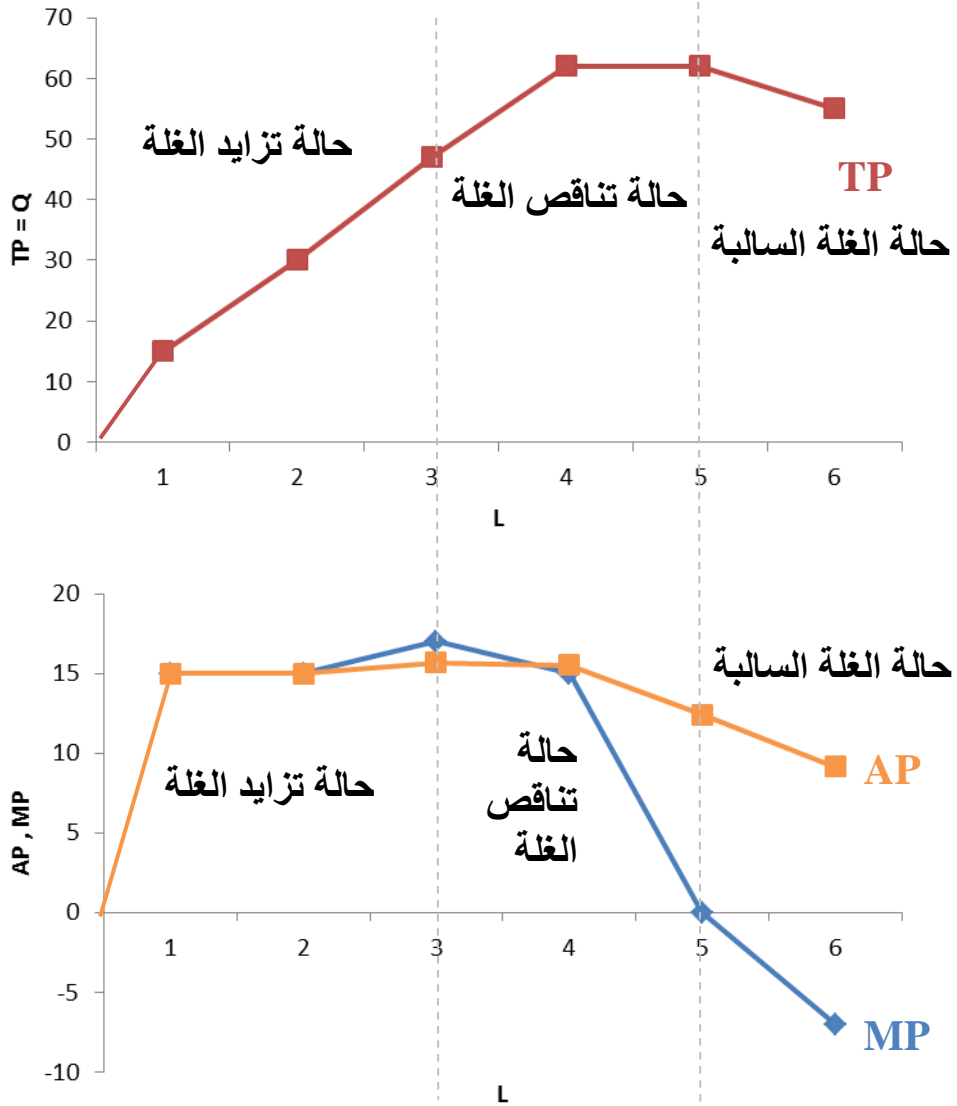 70
60
50
40
30
20
10
0
TP = Q
حالة تزايد الغلة
حالة تناقص الغلة
TP
حالة الغلة السالبة
1 2 3 4 5 6
L
20
15
10
5
0
-5
-10
AP , MP
حالة الغلة السالبة
حالة
تناقص
الغلة
حالة تزايد الغلة
AP
1 2 3 4 5 6
MP
L